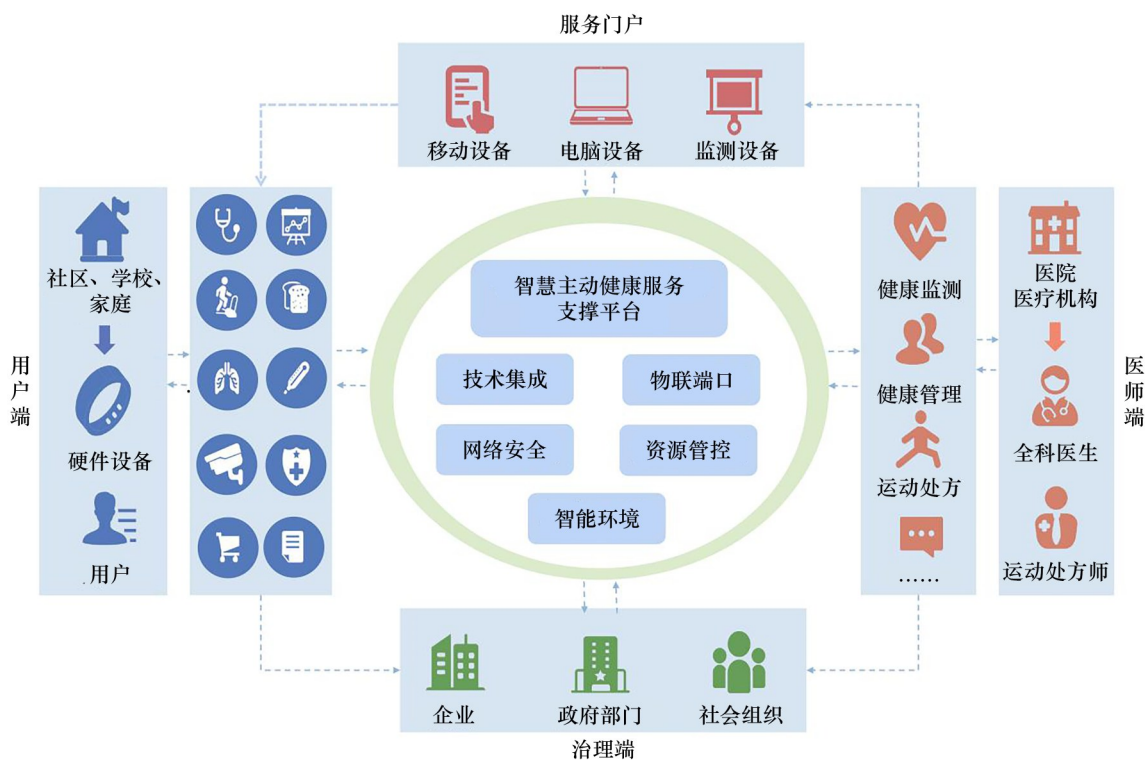 服务门户
移动设备
电脑设备
监测设备
用户端
社区、学校、
家庭
硬件设备
用户
智慧主动健康服务
支撑平台
技术集成
物联端口
网络安全
资源管控
智能环境
健康监测
健康管理
运动处方
……
医院
医疗机构
全科医生
运动处方师
医师端
企业
政府部门
社会组织
治理端